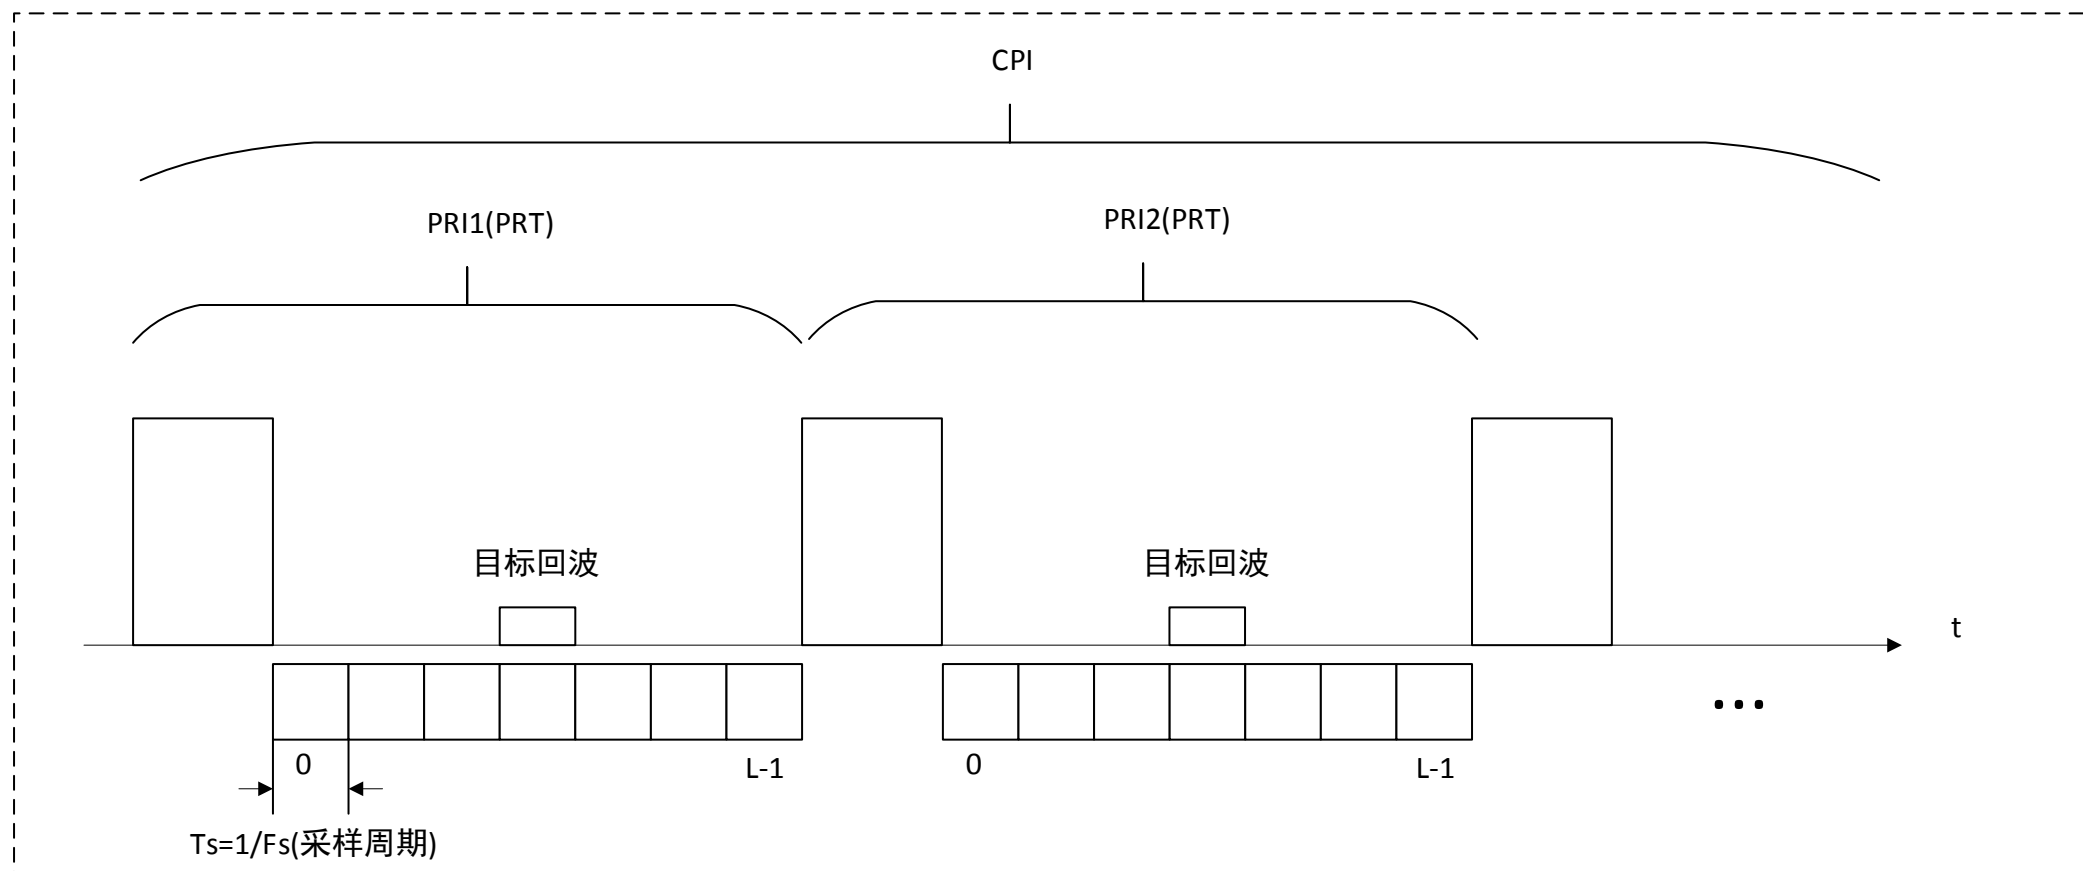 CPI
PRI1(PRT)
PRI2(PRT)
目标回波
目标回波
t
...
0
L-1
0
L-1
Ts=1/Fs(采样周期)